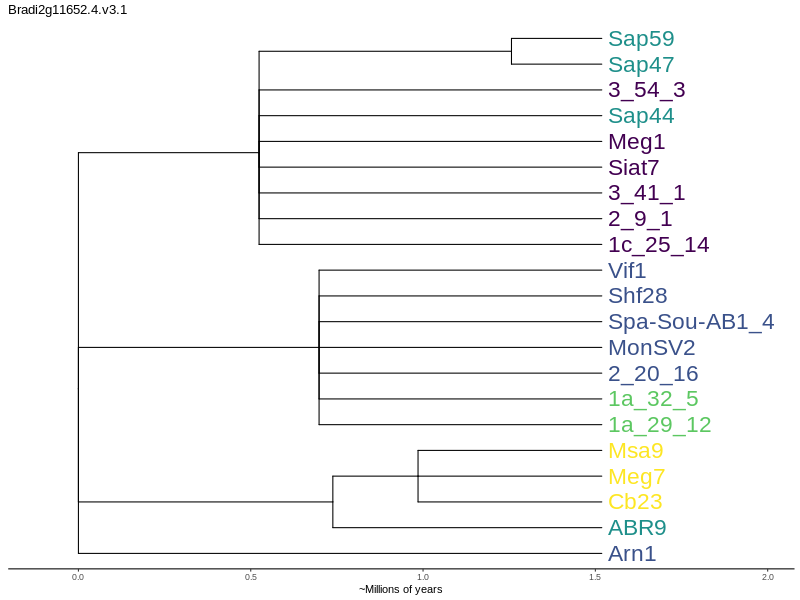 Bradi2g11652.4.v3.1
Sap59
Sap47
3_54_3
Sap44
Meg1
Siat7
3_41_1
2_9_1
1c_25_14
Vif1
Shf28
Spa-Sou-AB1_4
MonSV2
2_20_16
1a_32_5
1a_29_12
Msa9
Meg7
Cb23
ABR9
Arn1
0.0 0.5 1.0 1.5 2.0
~Millions of years